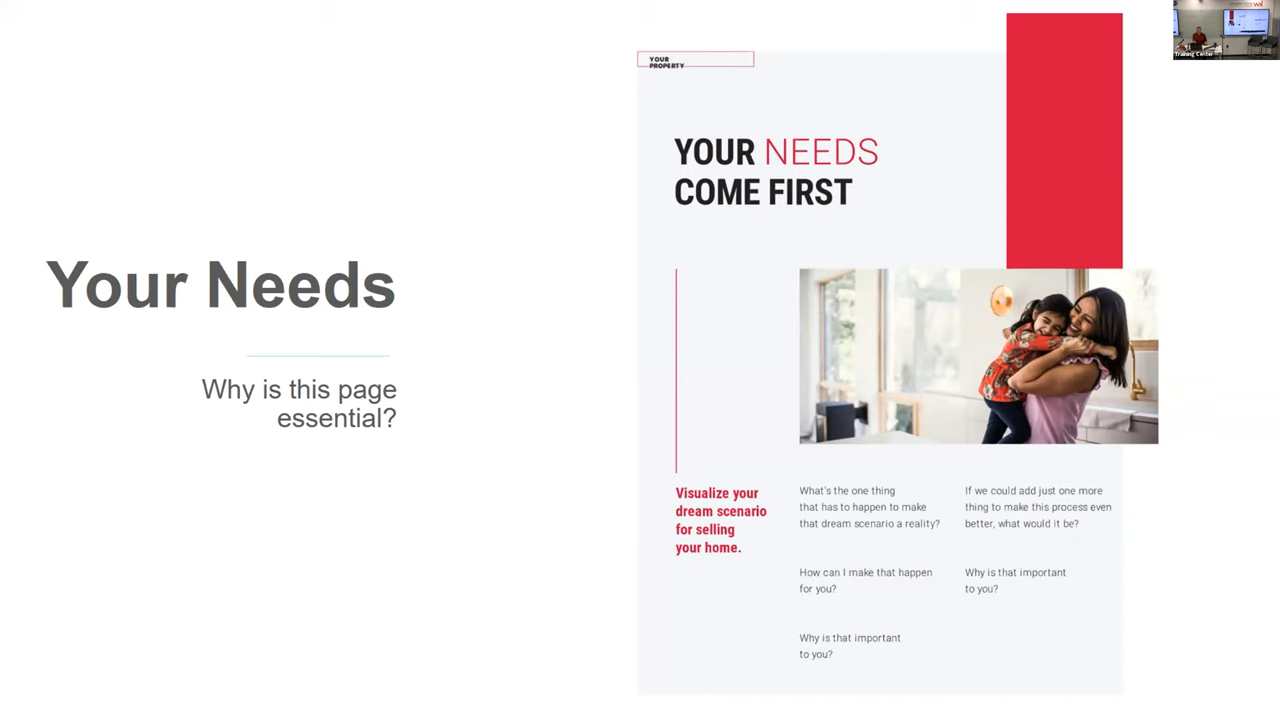 Your Needs
Why is this page
essential?
YOUR
PROPERTY
YOUR NEEDS
COME FIRST
Visualize your
dream scenario
for selling
your home.
What's the one thing
that has to happen to make
that dream scenario a reality?
How can I make that happen
for you?
Why is that important
to you?
If we could add just one more
thing to make this process even
better, what would it be?
Why is that important
to you?
Training Center